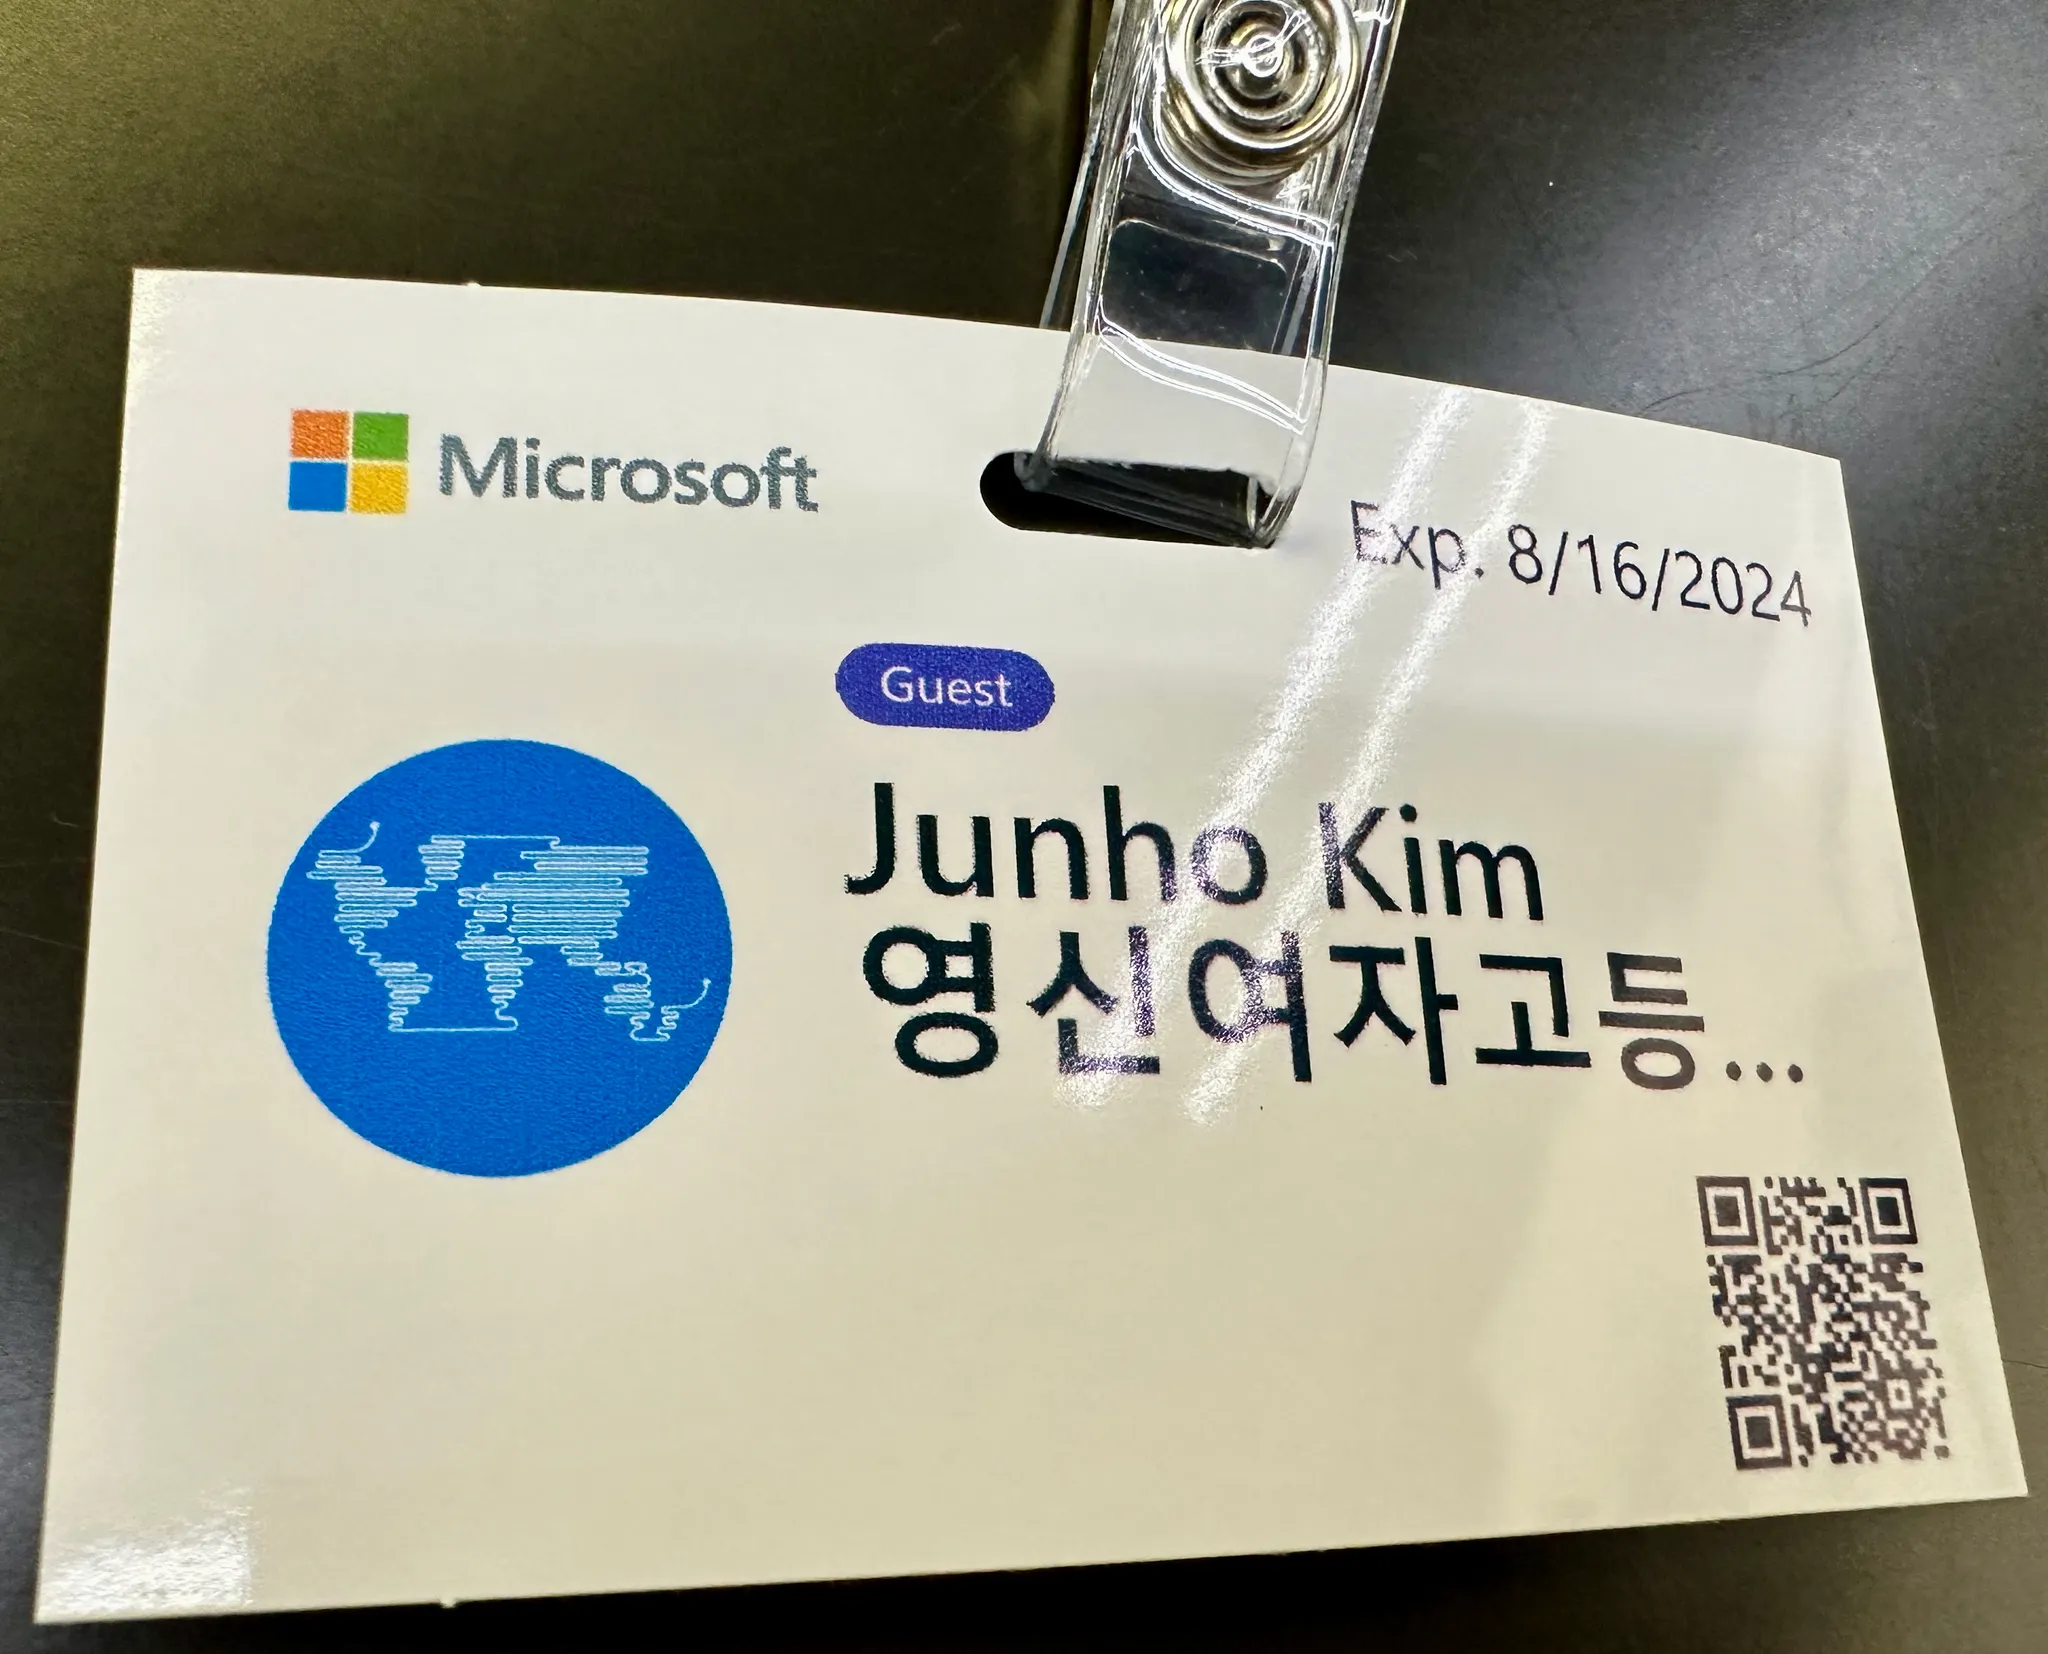 Microsoft
Exp. 8/16/2024
Guest
Junho Kim
영신여자고등...